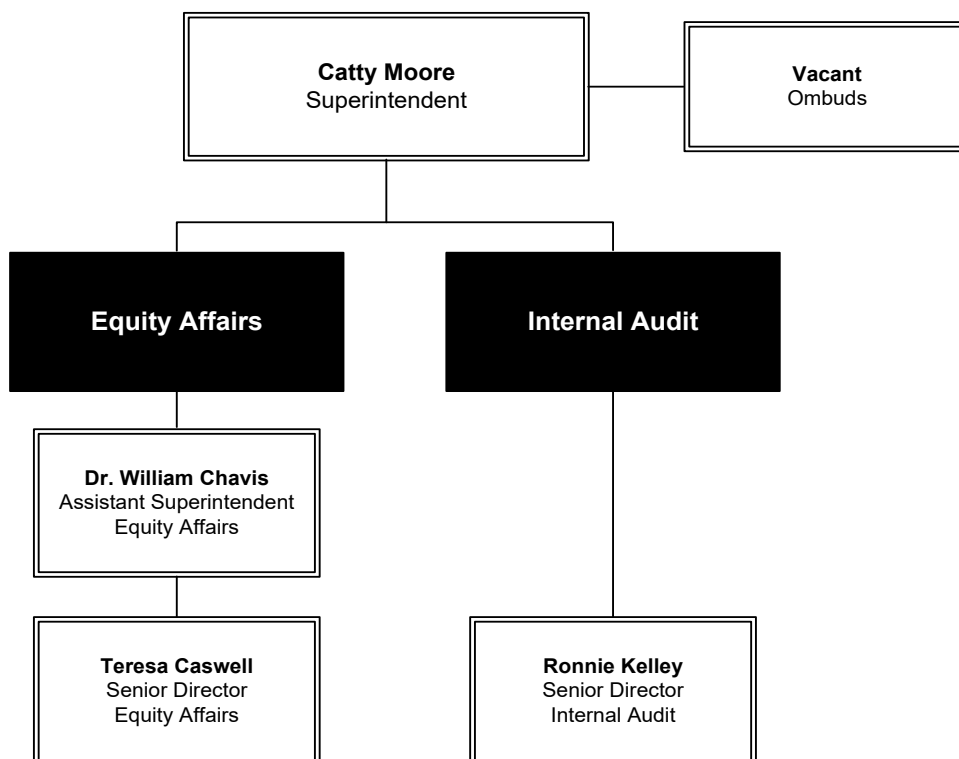 Catty Moore
Superintendent
Vacant
Ombuds
Equity Affairs
Internal Audit
Dr. William Chavis
Assistant Superintendent
Equity Affairs
Teresa Caswell
Senior Director
Equity Affairs
Ronnie Kelley
Senior Director
Internal Audit